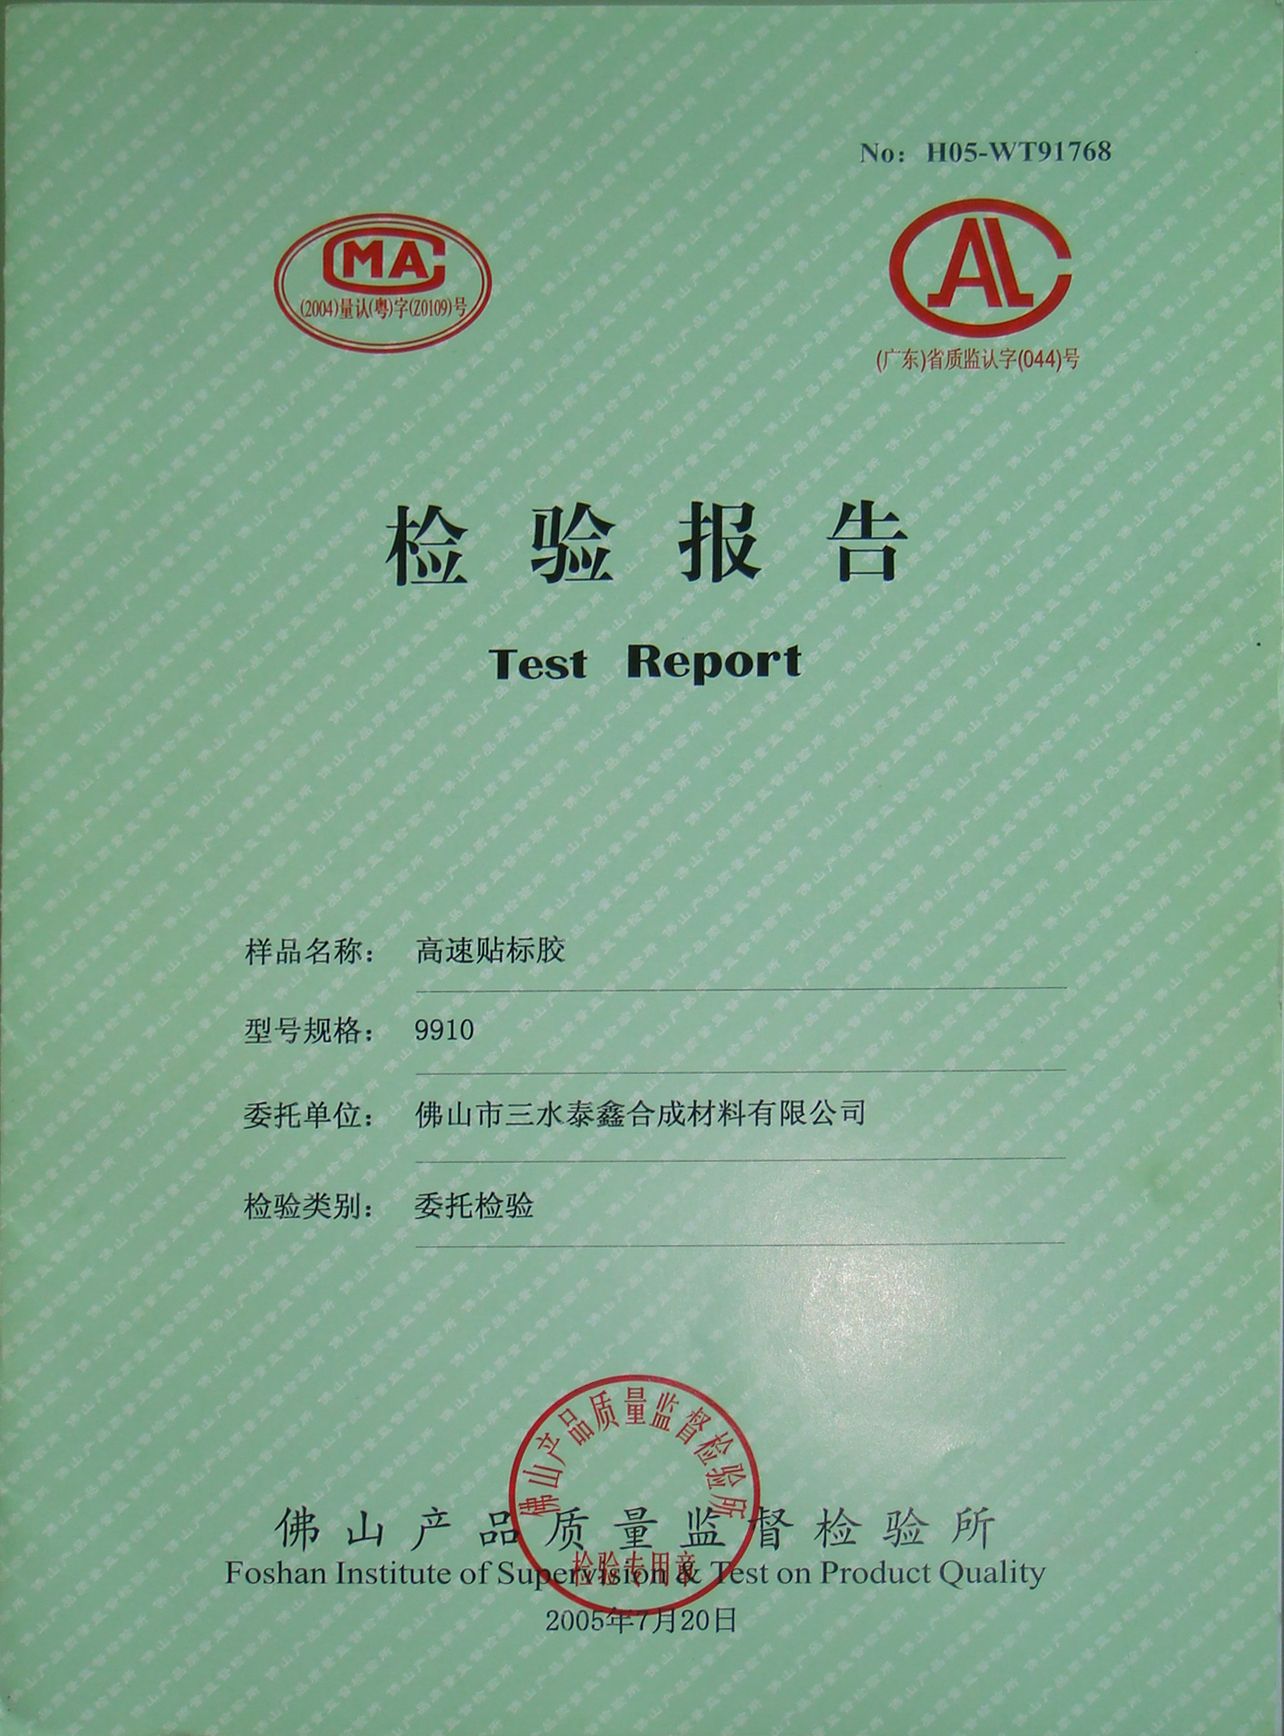 No: H05-WT91768
CMA
(2004)量认(粤)字(Z0109)号
CAL
(广东)省质监认字(044)号
检验报告
Test Report
样品名称: 高速贴标胶
型号规格: 9910
委托单位: 佛山市三水泰鑫合成材料有限公司
检验类别: 委托检验
佛山产品质量监督检验所
检验专用章
佛山产品质量监督检验所
Foshan Institute of Supervision & Test on Product Quality
2005年7月20日